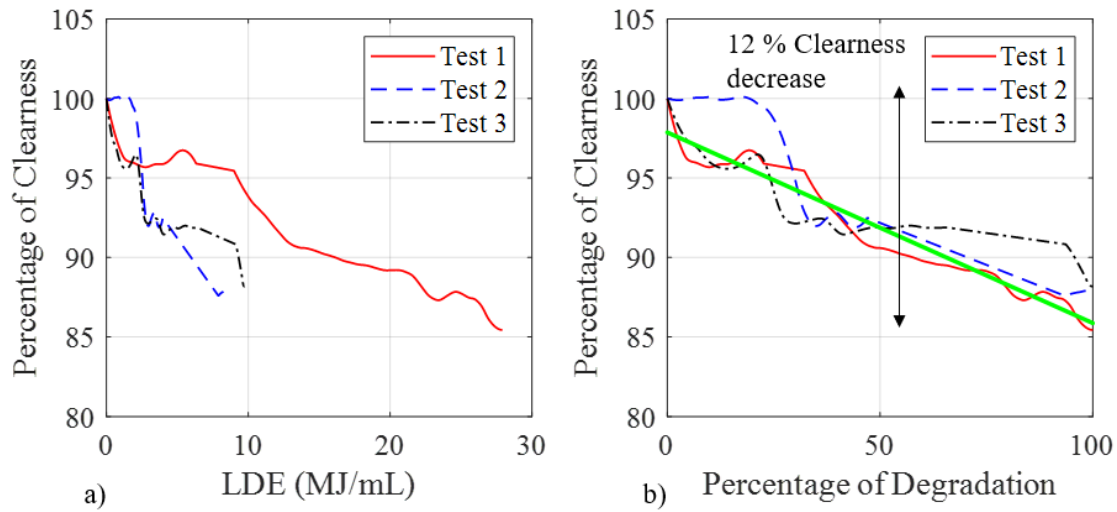 105
100
95
90
85
80
Percentage of Clearness
Test 1
Test 2
Test 3
0
10
20
30
LDE (MJ/mL)
a)
105
100
95
90
85
80
Percentage of Clearness
12 % Clearness
decrease
Test 1
Test 2
Test 3
0
50
100
Percentage of Degradation
b)